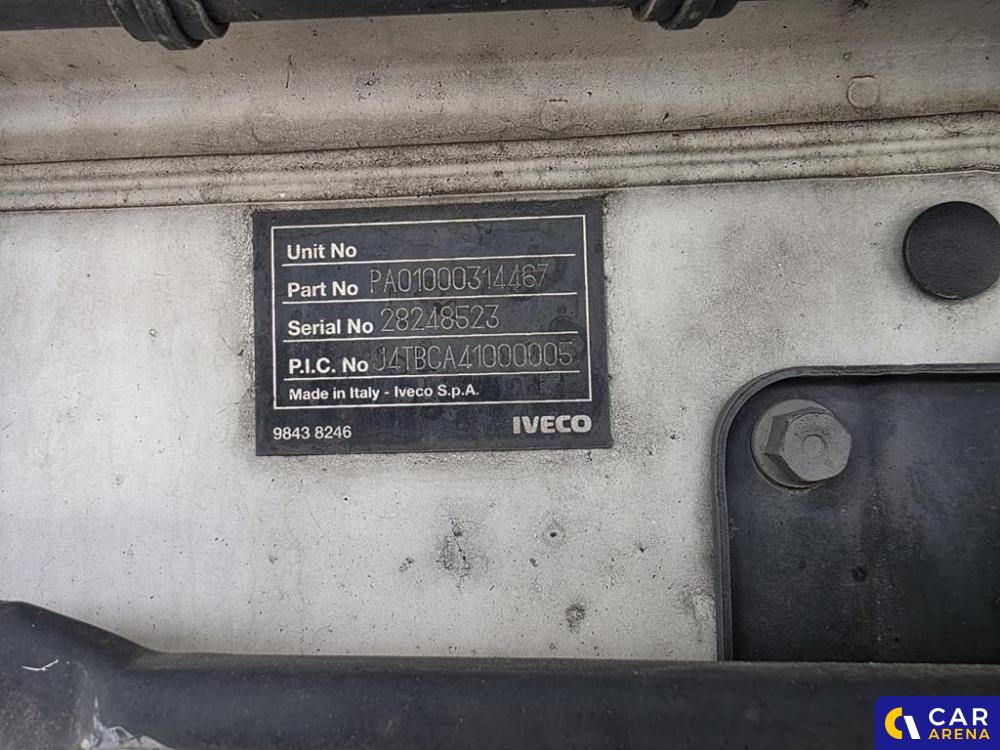 Unit No
Part No PA01000314467
Serial No 28248523
P.I.C. No J4TBCA41000005
Made in Italy - Iveco S.p.A.
9843 8246 IVECO
CAR
ARENA